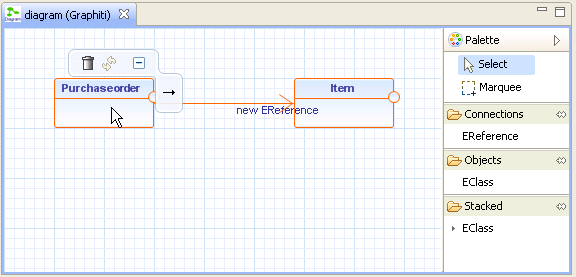 diagram (Graphiti)
Palette
Select
Marquee
Connections
EReference
Objects
EClass
Stacked
EClass
Purchaseorder
Item
new EReference